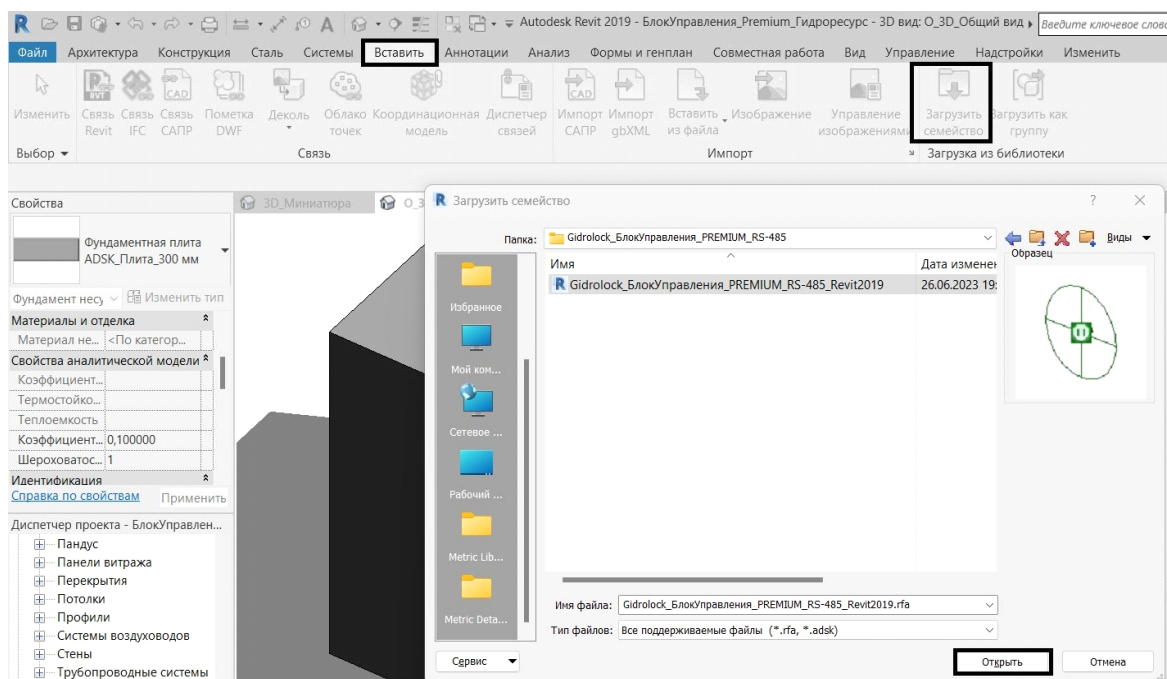 Autodesk Revit 2019 - БлокУправления_Premium_Гидроресурс - 3D вид: О_3D_Общий вид
Введите ключевое слово
Файл Архитектура Конструкция Сталь Системы Вставить Аннотации Анализ Формы и генплан Совместная работа Вид Управление Надстройки Изменить
Изменить Связь Связь Связь Пометка Деколь Облако Координационная Диспетчер Импорт Импорт Вставить Изображение Управление Загрузить Загрузить как
Revit IFC САПР DWF точек модель связей САПР gbXML из файла изображениями семейство группу
Выбор Связь Импорт Загрузка из библиотеки
Свойства
3D_Миниатюра
О_3
Фундаментная плита
ADSK_Плита_300 мм
Фундамент несу
Изменить тип
Материалы и отделка
Материал не... <По категор...
Свойства аналитической модели
Коэффициент...
Термостойко...
Теплоемкость
Коэффициент... 0,100000
Шероховатос... 1
Идентификация
Справка по свойствам Применить
Диспетчер проекта - БлокУправлен...
Пандус
Панели витража
Перекрытия
Потолки
Профили
Системы воздуховодов
Стены
Трубопроводные системы
Загрузить семейство
Папка: Gidrolock_БлокУправления_PREMIUM_RS-485
Виды
Имя Дата изменен
Gidrolock_БлокУправления_PREMIUM_RS-485_Revit2019 26.06.2023 19:
Образец
Избранное
Мой ком...
Сетевое ...
Рабочий ...
Metric Lib...
Metric Deta...
Имя файла: Gidrolock_БлокУправления_PREMIUM_RS-485_Revit2019.rfa
Тип файлов: Все поддерживаемые файлы (*.rfa, *.adsk)
Сервис Открыть Отмена